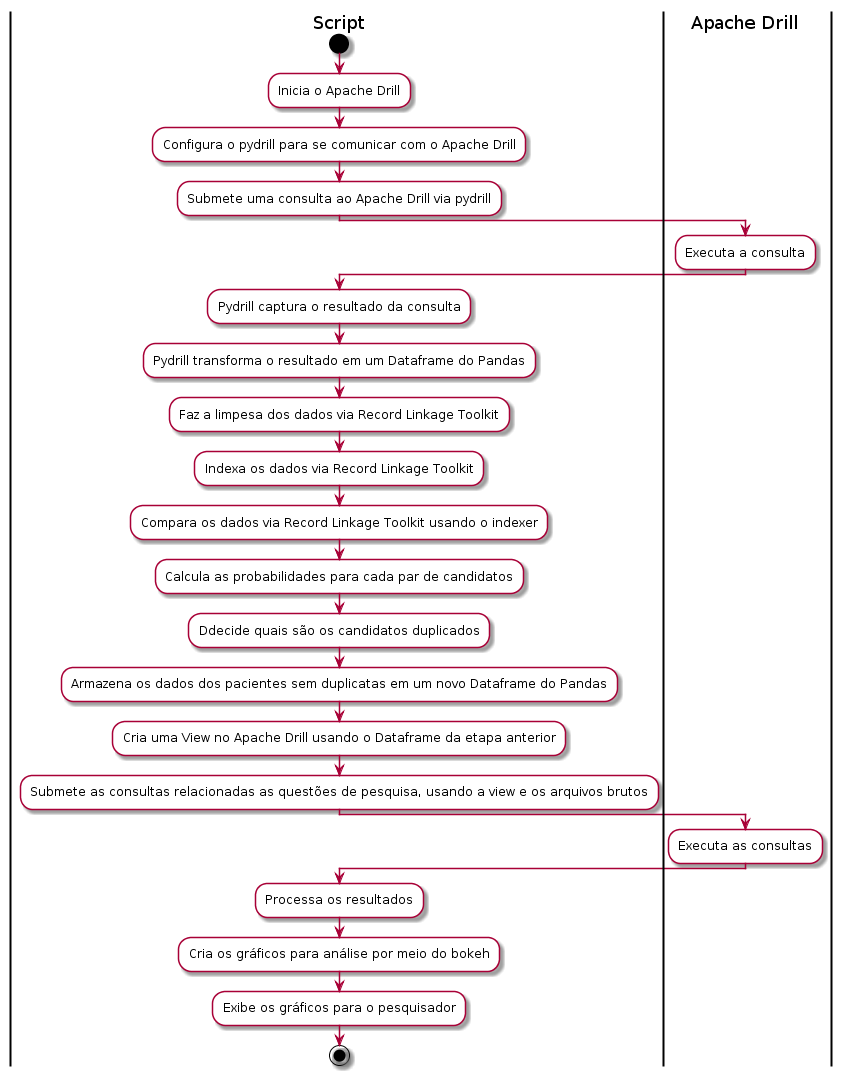 Script
Apache Drill
Inicia o Apache Drill
Configura o pydrill para se comunicar com o Apache Drill
Submete uma consulta ao Apache Drill via pydrill
Executa a consulta
Pydrill captura o resultado da consulta
Pydrill transforma o resultado em um Dataframe do Pandas
Faz a limpesa dos dados via Record Linkage Toolkit
Indexa os dados via Record Linkage Toolkit
Compara os dados via Record Linkage Toolkit usando o indexer
Calcula as probabilidades para cada par de candidatos
Ddecide quais são os candidatos duplicados
Armazena os dados dos pacientes sem duplicatas em um novo Dataframe do Pandas
Cria uma View no Apache Drill usando o Dataframe da etapa anterior
Submete as consultas relacionadas as questões de pesquisa, usando a view e os arquivos brutos
Executa as consultas
Processa os resultados
Cria os gráficos para análise por meio do bokeh
Exibe os gráficos para o pesquisador